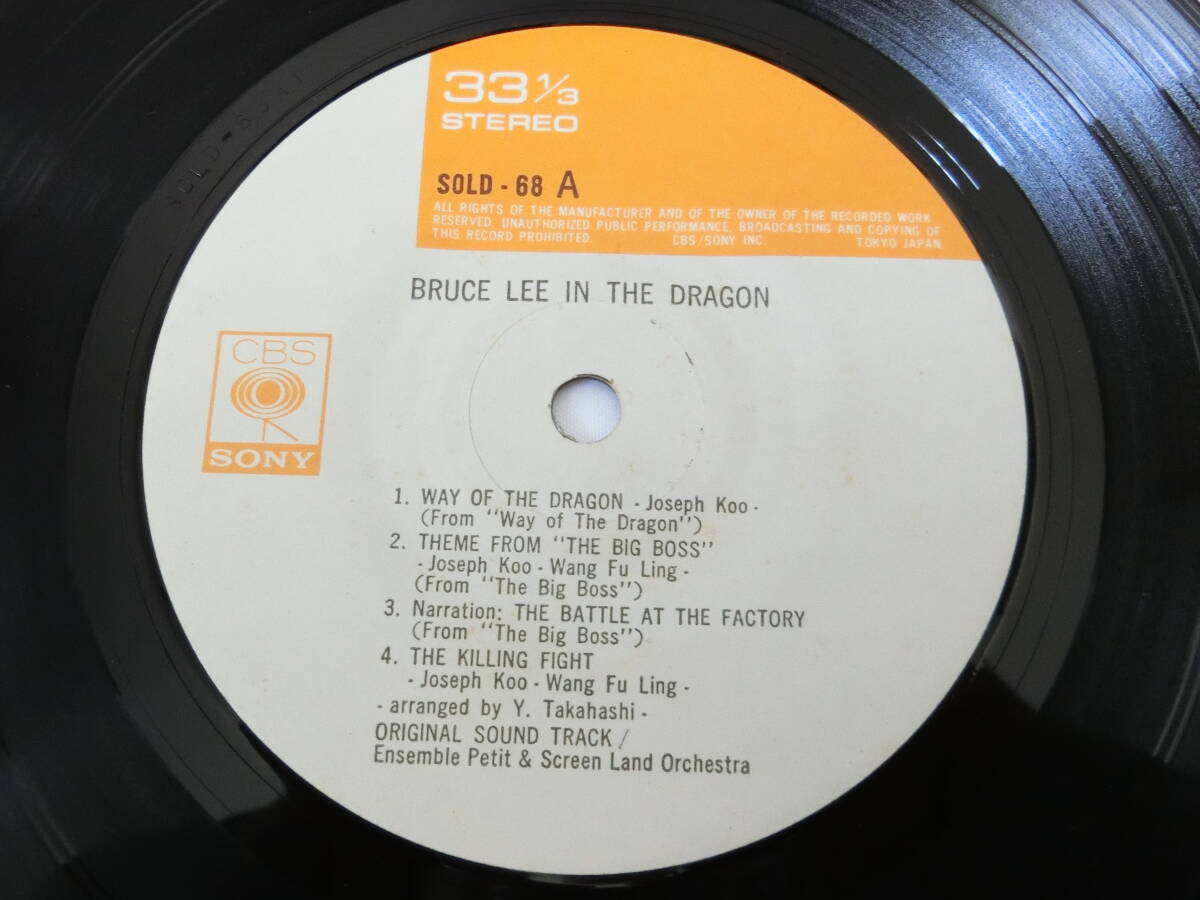 33 1/3
STEREO
SOLD - 68 A
ALL RIGHTS OF THE MANUFACTURER AND OF THE OWNER OF THE RECORDED WORK
RESERVED. UNAUTHORIZED PUBLIC PERFORMANCE, BROADCASTING AND COPYING OF
THIS RECORD PROHIBITED. CBS/SONY INC. TOKYO JAPAN
BRUCE LEE IN THE DRAGON
CBS
SONY
1. WAY OF THE DRAGON - Joseph Koo -
(From "Way of The Dragon")
2. THEME FROM "THE BIG BOSS"
- Joseph Koo - Wang Fu Ling -
(From "The Big Boss")
3. Narration: THE BATTLE AT THE FACTORY
(From "The Big Boss")
4. THE KILLING FIGHT
- Joseph Koo - Wang Fu Ling -
- arranged by Y. Takahashi -
ORIGINAL SOUND TRACK /
Ensemble Petit & Screen Land Orchestra